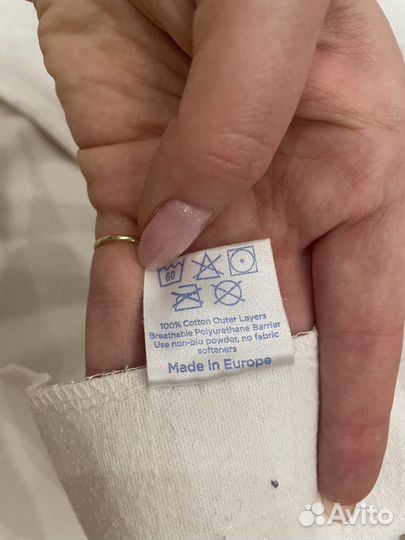 60
100% Cotton Outer Layers
Breathable Polyurethane Barrier
Use non-bio powder, no fabric
softeners
Made in Europe
Avito